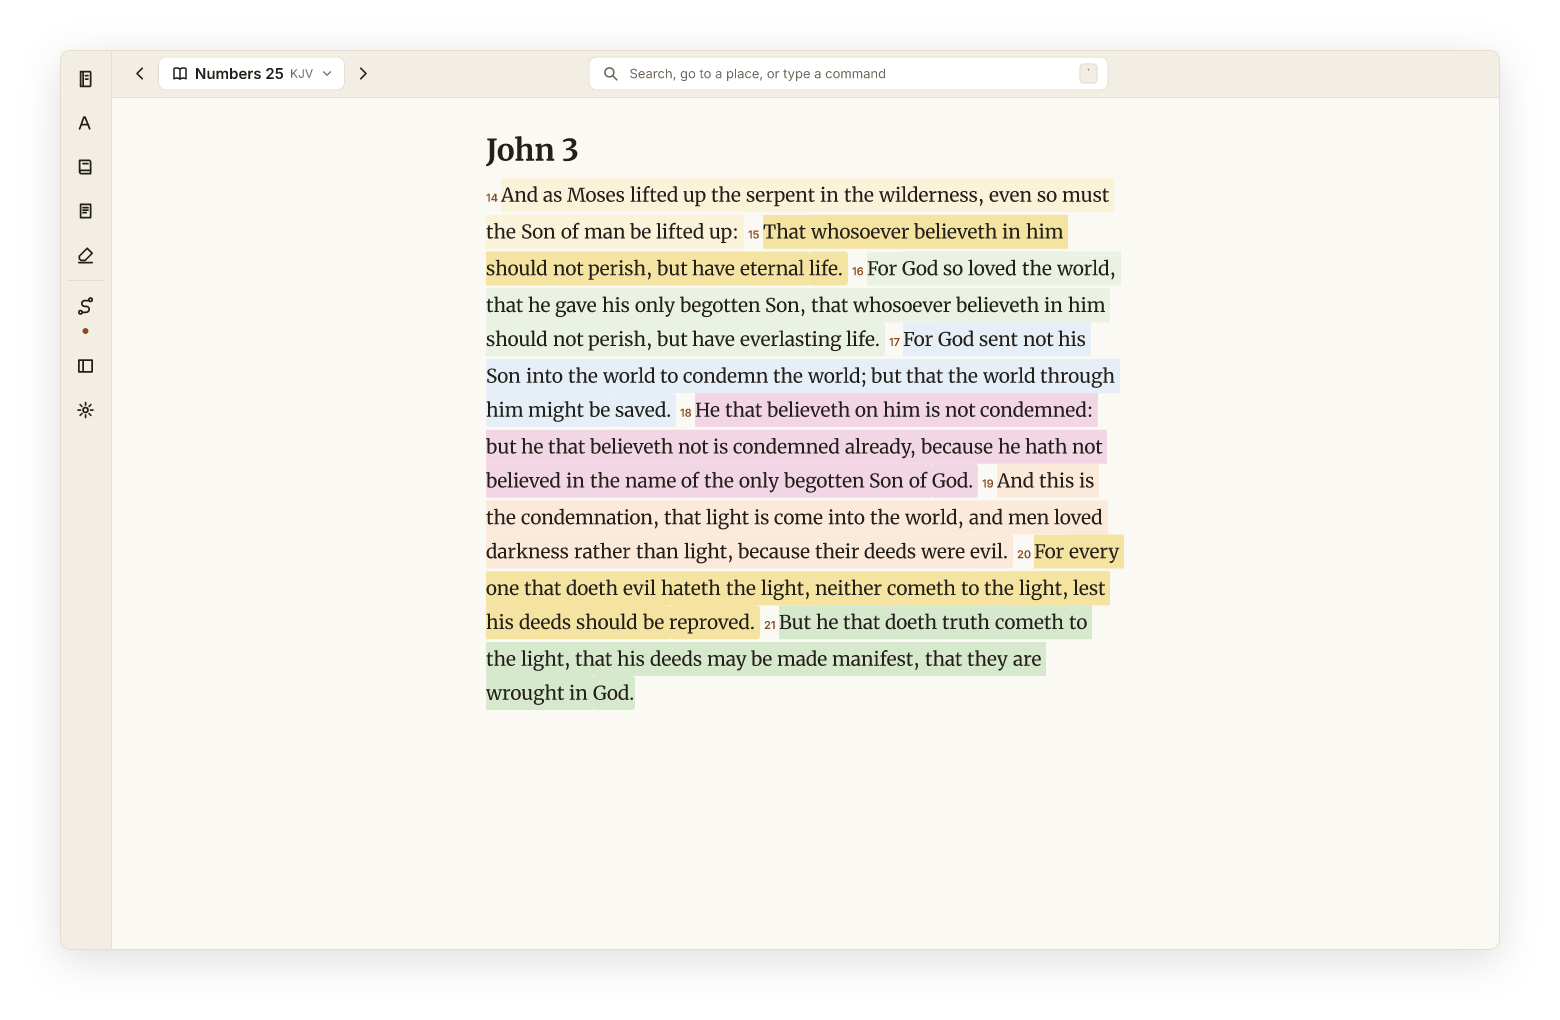 Numbers 25 KJV
Search, go to a place, or type a command
John 3
14 And as Moses lifted up the serpent in the wilderness, even so must
the Son of man be lifted up: 15 That whosoever believeth in him
should not perish, but have eternal life. 16 For God so loved the world,
that he gave his only begotten Son, that whosoever believeth in him
should not perish, but have everlasting life. 17 For God sent not his
Son into the world to condemn the world; but that the world through
him might be saved. 18 He that believeth on him is not condemned:
but he that believeth not is condemned already, because he hath not
believed in the name of the only begotten Son of God. 19 And this is
the condemnation, that light is come into the world, and men loved
darkness rather than light, because their deeds were evil. 20 For every
one that doeth evil hateth the light, neither cometh to the light, lest
his deeds should be reproved. 21 But he that doeth truth cometh to
the light, that his deeds may be made manifest, that they are
wrought in God.